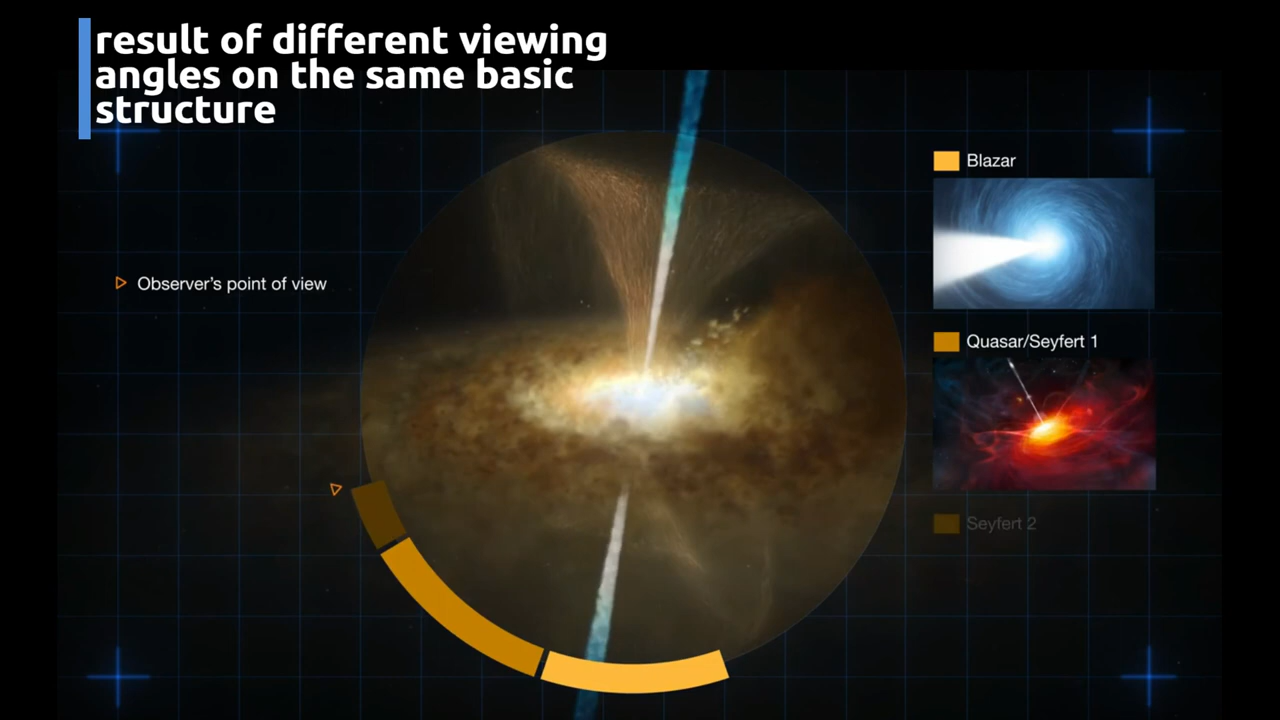 result of different viewing
angles on the same basic
structure
Blazar
Observer's point of view
Quasar/Seyfert 1
Seyfert 2